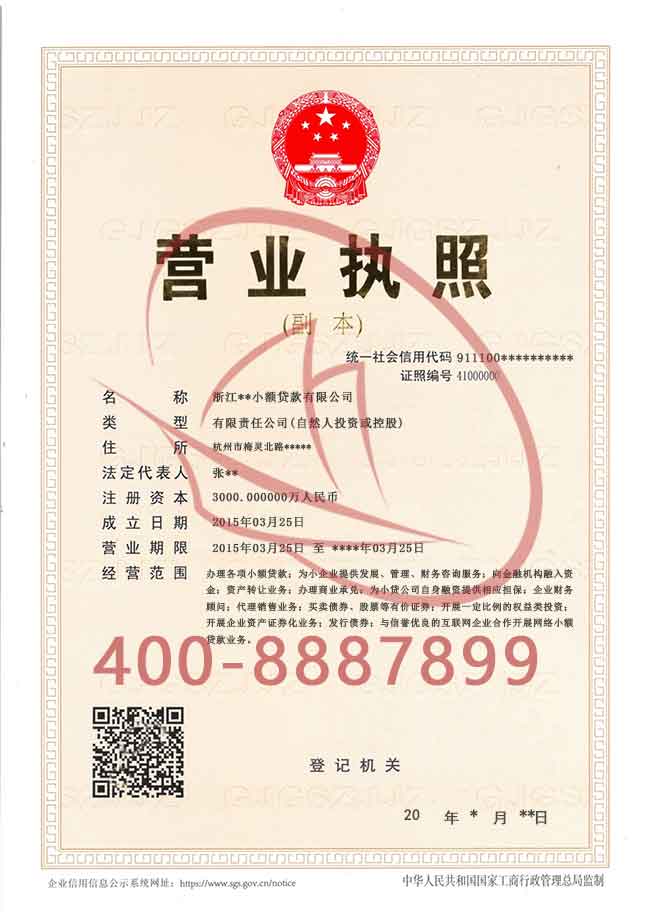 营业执照
(副 本)
统一社会信用代码 911100**********
证照编号 41000000
名 称 浙江**小额贷款有限公司
类 型 有限责任公司(自然人投资或控股)
住 所 杭州市梅灵北路*****
法定代表人 张**
注册资本 3000.000000万人民币
成立日期 2015年03月25日
营业期限 2015年03月25日 至 ****年03月25日
经营范围 办理各项小额贷款；为小企业提供发展、管理、财务咨询服务；向金融机构融入资
金；资产转让业务；办理商业承兑；为小贷公司自身融资提供相应担保；企业财务
顾问；代理销售业务；买卖债券、股票等有价证券；开展一定比例的权益类投资；
开展企业资产证券化业务；发行债券；与信誉优良的互联网企业合作开展网络小额
贷款业务。
400-8887899
登记机关
20 年 * 月 **日
企业信用信息公示系统网址：https://www.sgs.gov.cn/notice
中华人民共和国国家工商行政管理总局监制